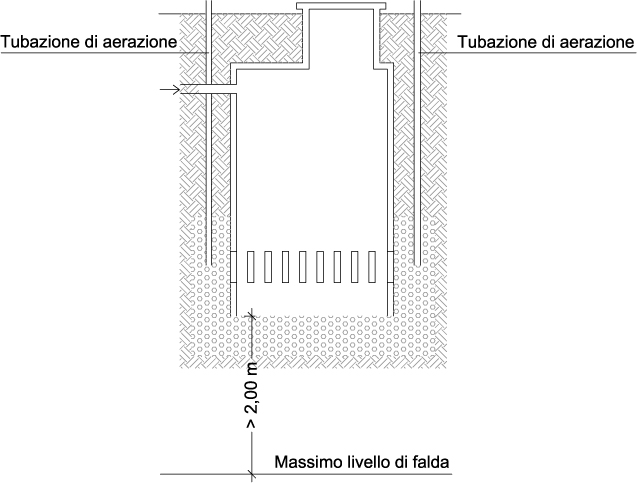 Tubazione di aerazione
Tubazione di aerazione
> 2,00 m
Massimo livello di falda